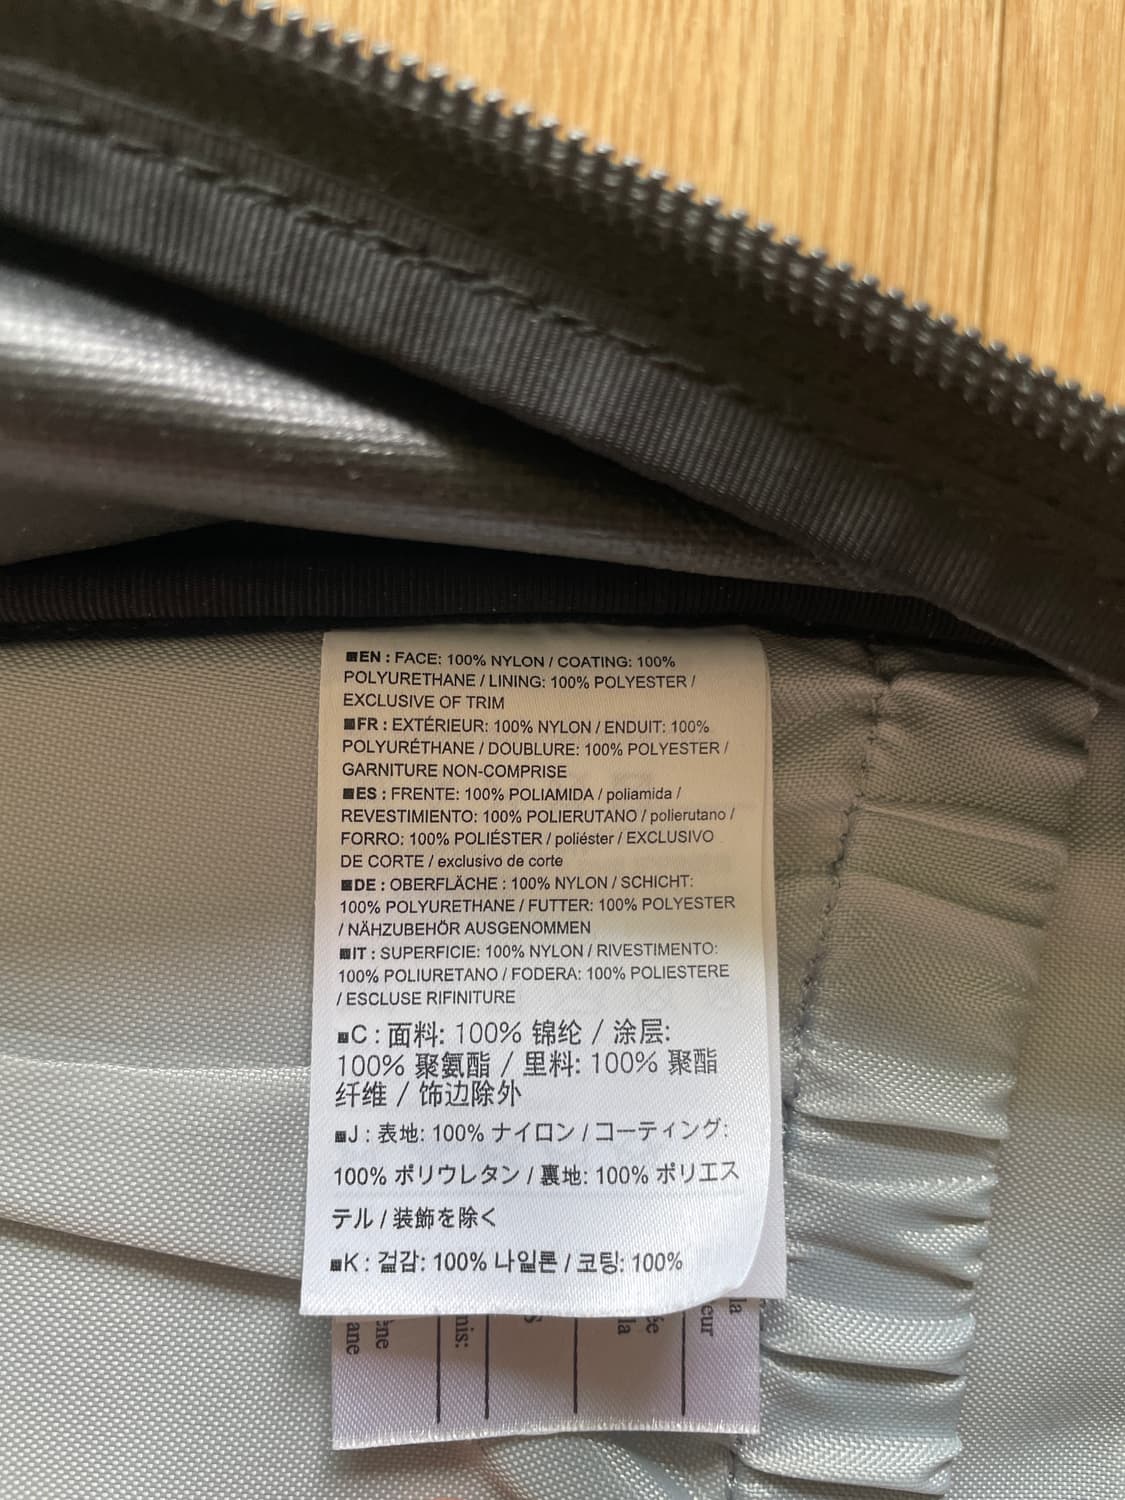 ■EN : FACE: 100% NYLON / COATING: 100%
POLYURETHANE / LINING: 100% POLYESTER /
EXCLUSIVE OF TRIM
■FR : EXTÉRIEUR: 100% NYLON / ENDUIT: 100%
POLYURÉTHANE / DOUBLURE: 100% POLYESTER /
GARNITURE NON-COMPRISE
■ES : FRENTE: 100% POLIAMIDA / poliamida /
REVESTIMIENTO: 100% POLIERUTANO / polierutano /
FORRO: 100% POLIÉSTER / poliéster / EXCLUSIVO
DE CORTE / exclusivo de corte
■DE : OBERFLÄCHE : 100% NYLON / SCHICHT:
100% POLYURETHANE / FUTTER: 100% POLYESTER
/ NÄHZUBEHÖR AUSGENOMMEN
■IT : SUPERFICIE: 100% NYLON / RIVESTIMENTO:
100% POLIURETANO / FODERA: 100% POLIESTERE
/ ESCLUSE RIFINITURE
■C : 面料: 100% 锦纶 / 涂层:
100% 聚氨酯 / 里料: 100% 聚酯
纤维 / 饰边除外
■J : 表地: 100% ナイロン / コーティング:
100% ポリウレタン / 裏地: 100% ポリエス
テル / 装飾を除く
■K : 겉감: 100% 나일론 / 코팅: 100%